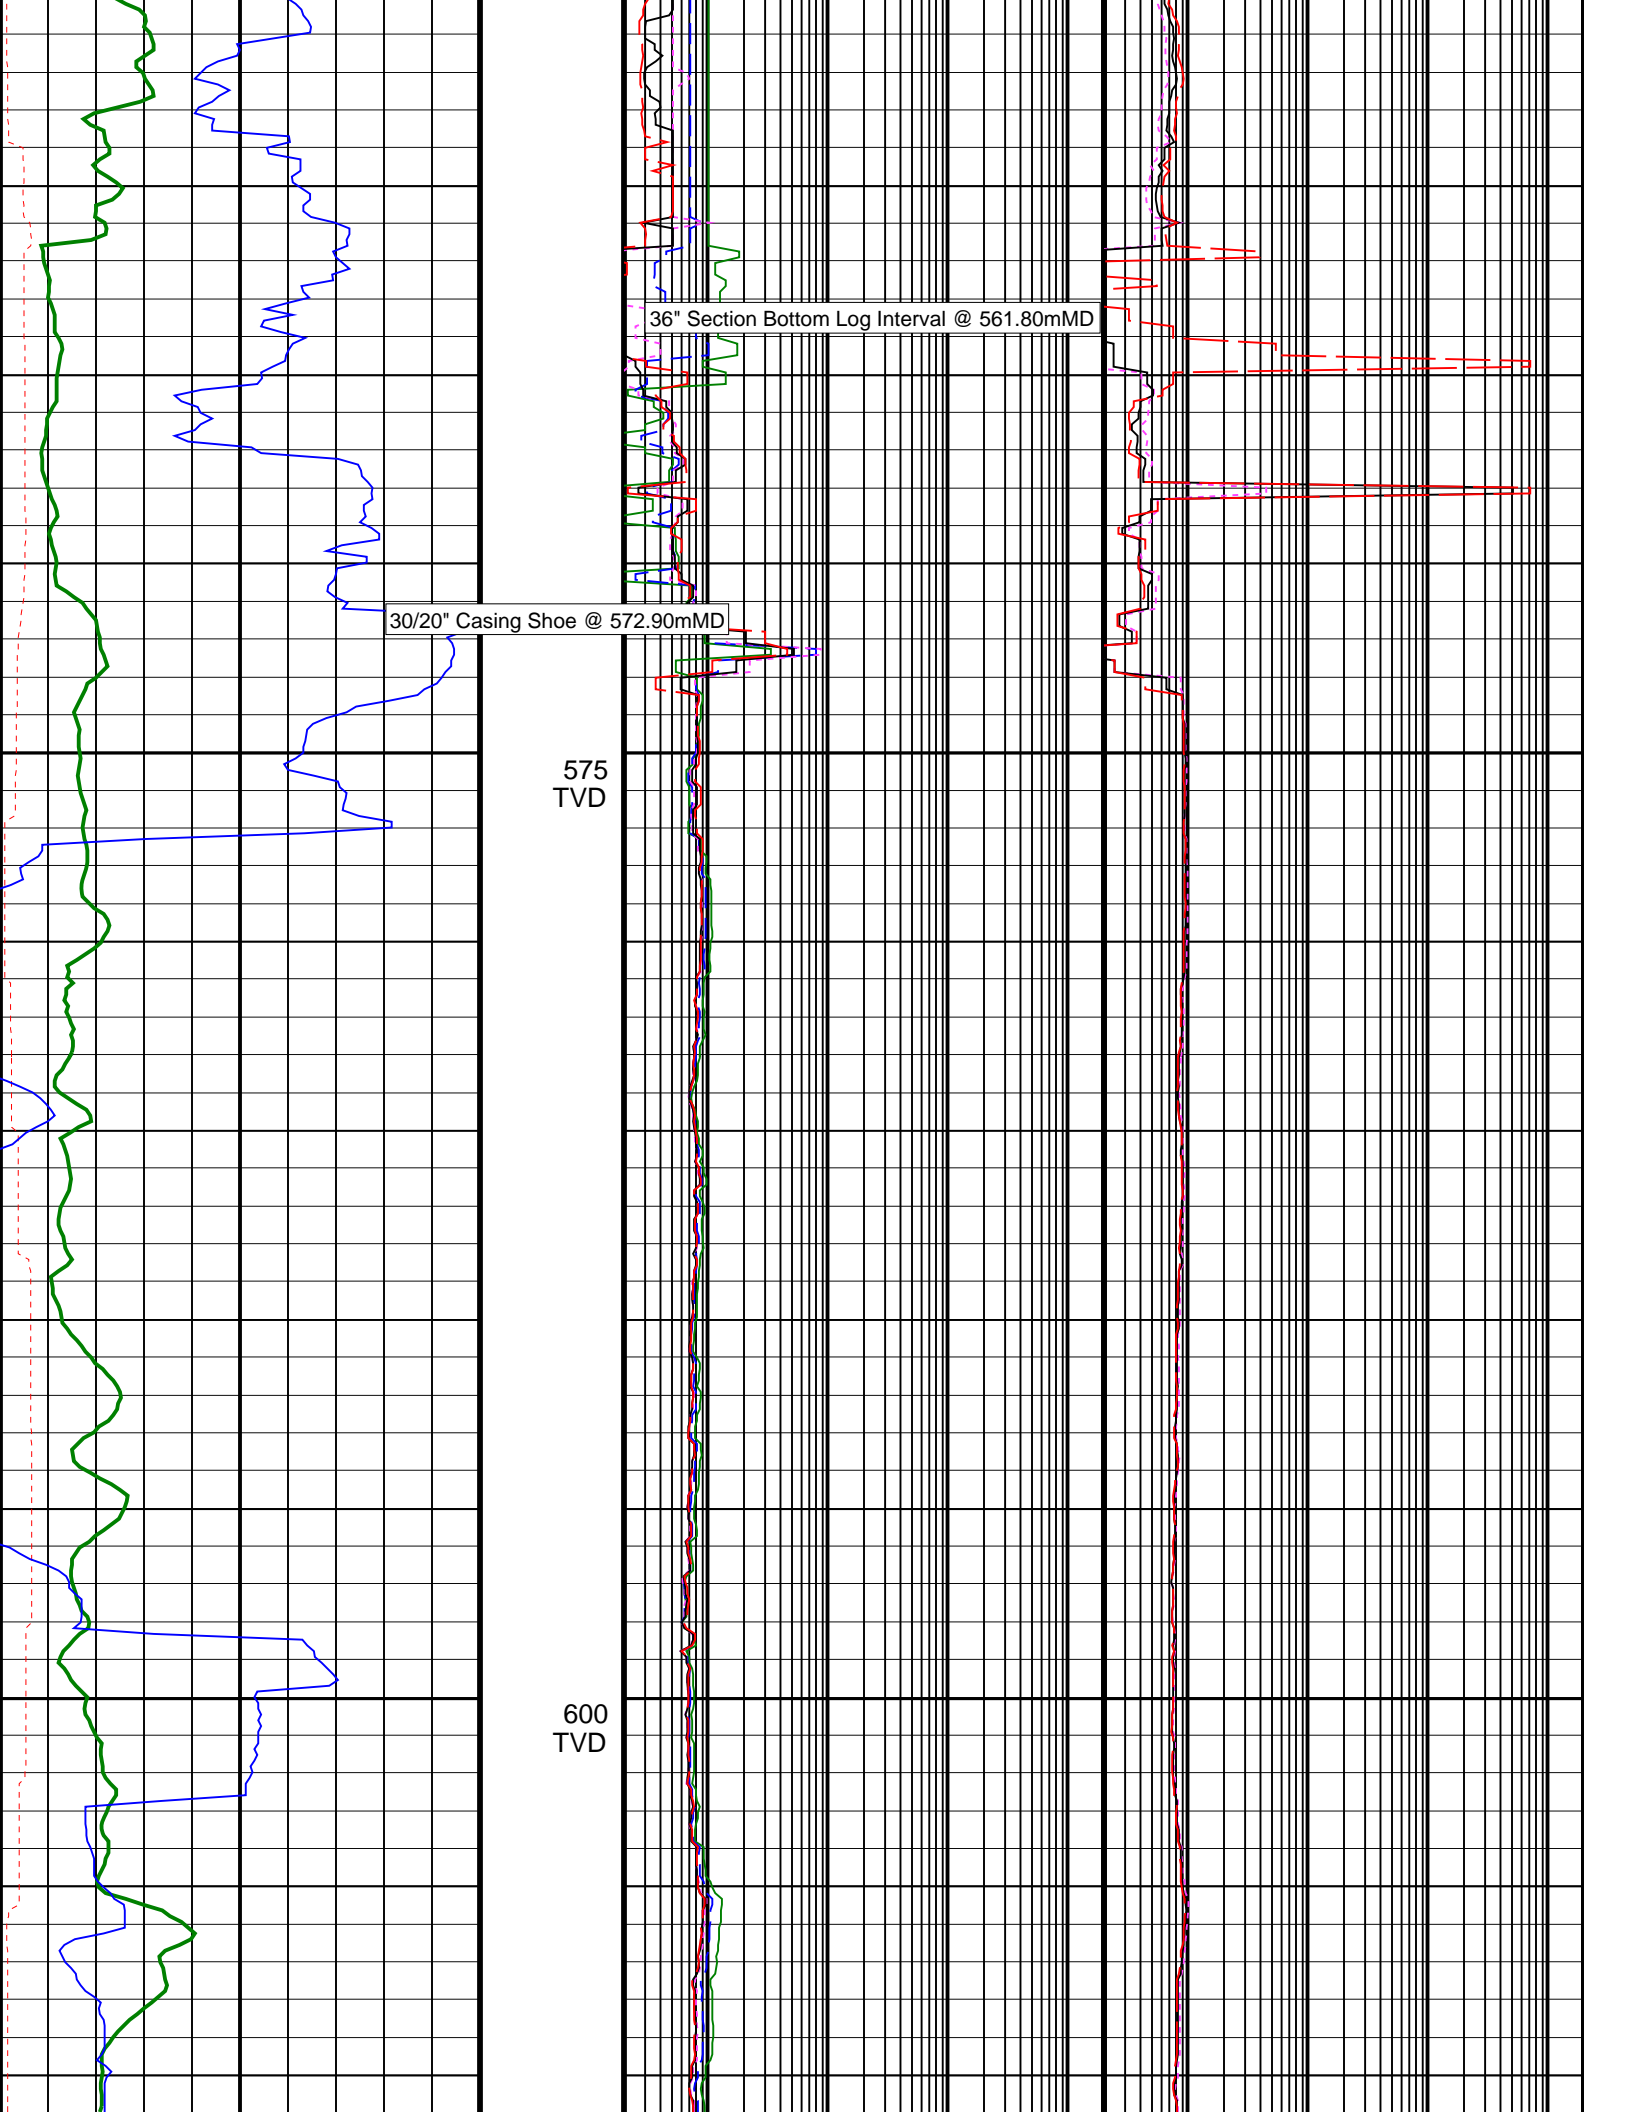 36" Section Bottom Log Interval @ 561.80mMD
30/20" Casing Shoe @ 572.90mMD
575
TVD
600
TVD